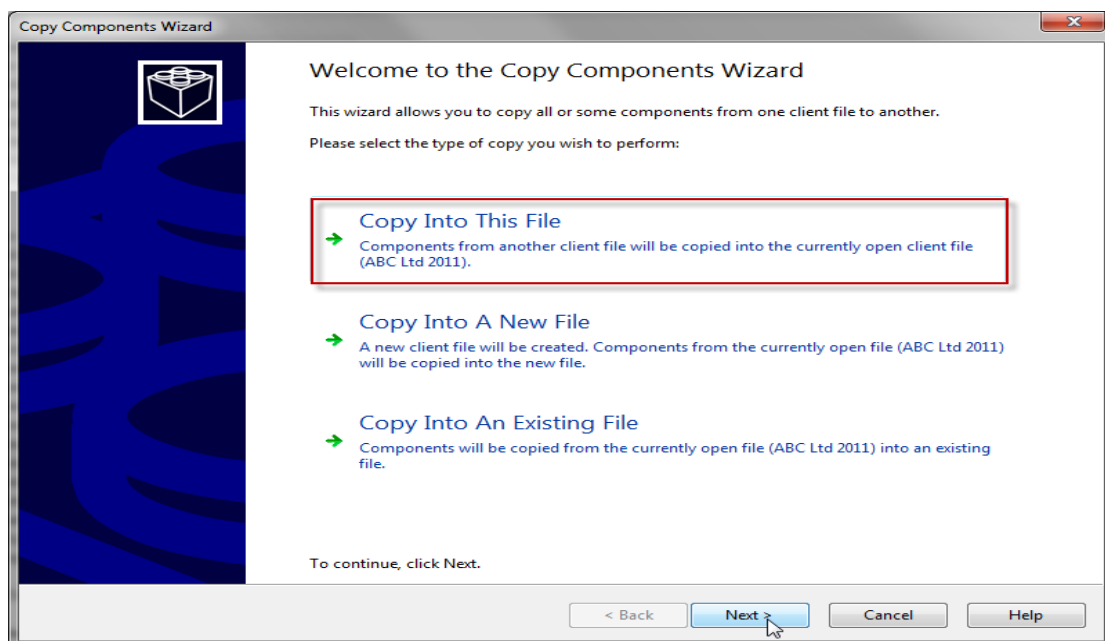 Copy Components Wizard
Welcome to the Copy Components Wizard
This wizard allows you to copy all or some components from one client file to another.
Please select the type of copy you wish to perform:
Copy Into This File
Components from another client file will be copied into the currently open client file
(ABC Ltd 2011).
Copy Into A New File
A new client file will be created. Components from the currently open file (ABC Ltd 2011)
will be copied into the new file.
Copy Into An Existing File
Components will be copied from the currently open file (ABC Ltd 2011) into an existing
file.
To continue, click Next.
< Back Next > Cancel Help